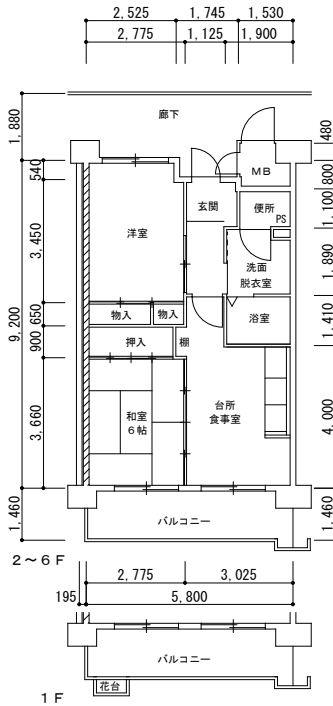 2,525 1,745 1,530
2,775 1,125 1,900
廊下
1,880
480
540
MB
800
玄関
便所
PS
1,100
洋室
3,450
洗面
脱衣室
1,890
9,200
650
物入 物入
浴室
1,410
900
押入 棚
台所
食事室
和室
6帖
3,660
4,000
1,460
バルコニー
1,460
2～6F
2,775 3,025
195 5,800
バルコニー
花台
1F